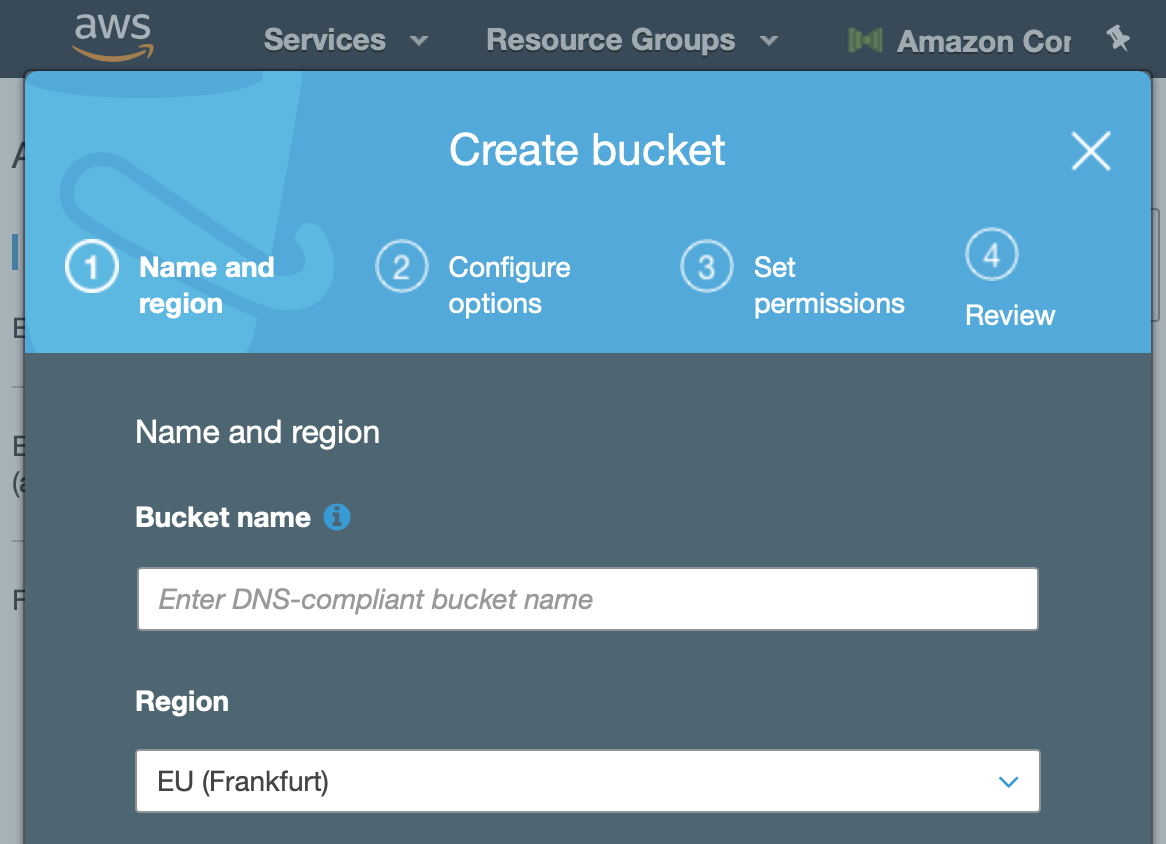 aws
Services
Resource Groups
Amazon Cor
Create bucket
1
Name and
region
2
Configure
options
3
Set
permissions
4
Review
Name and region
Bucket name
Enter DNS-compliant bucket name
Region
EU (Frankfurt)